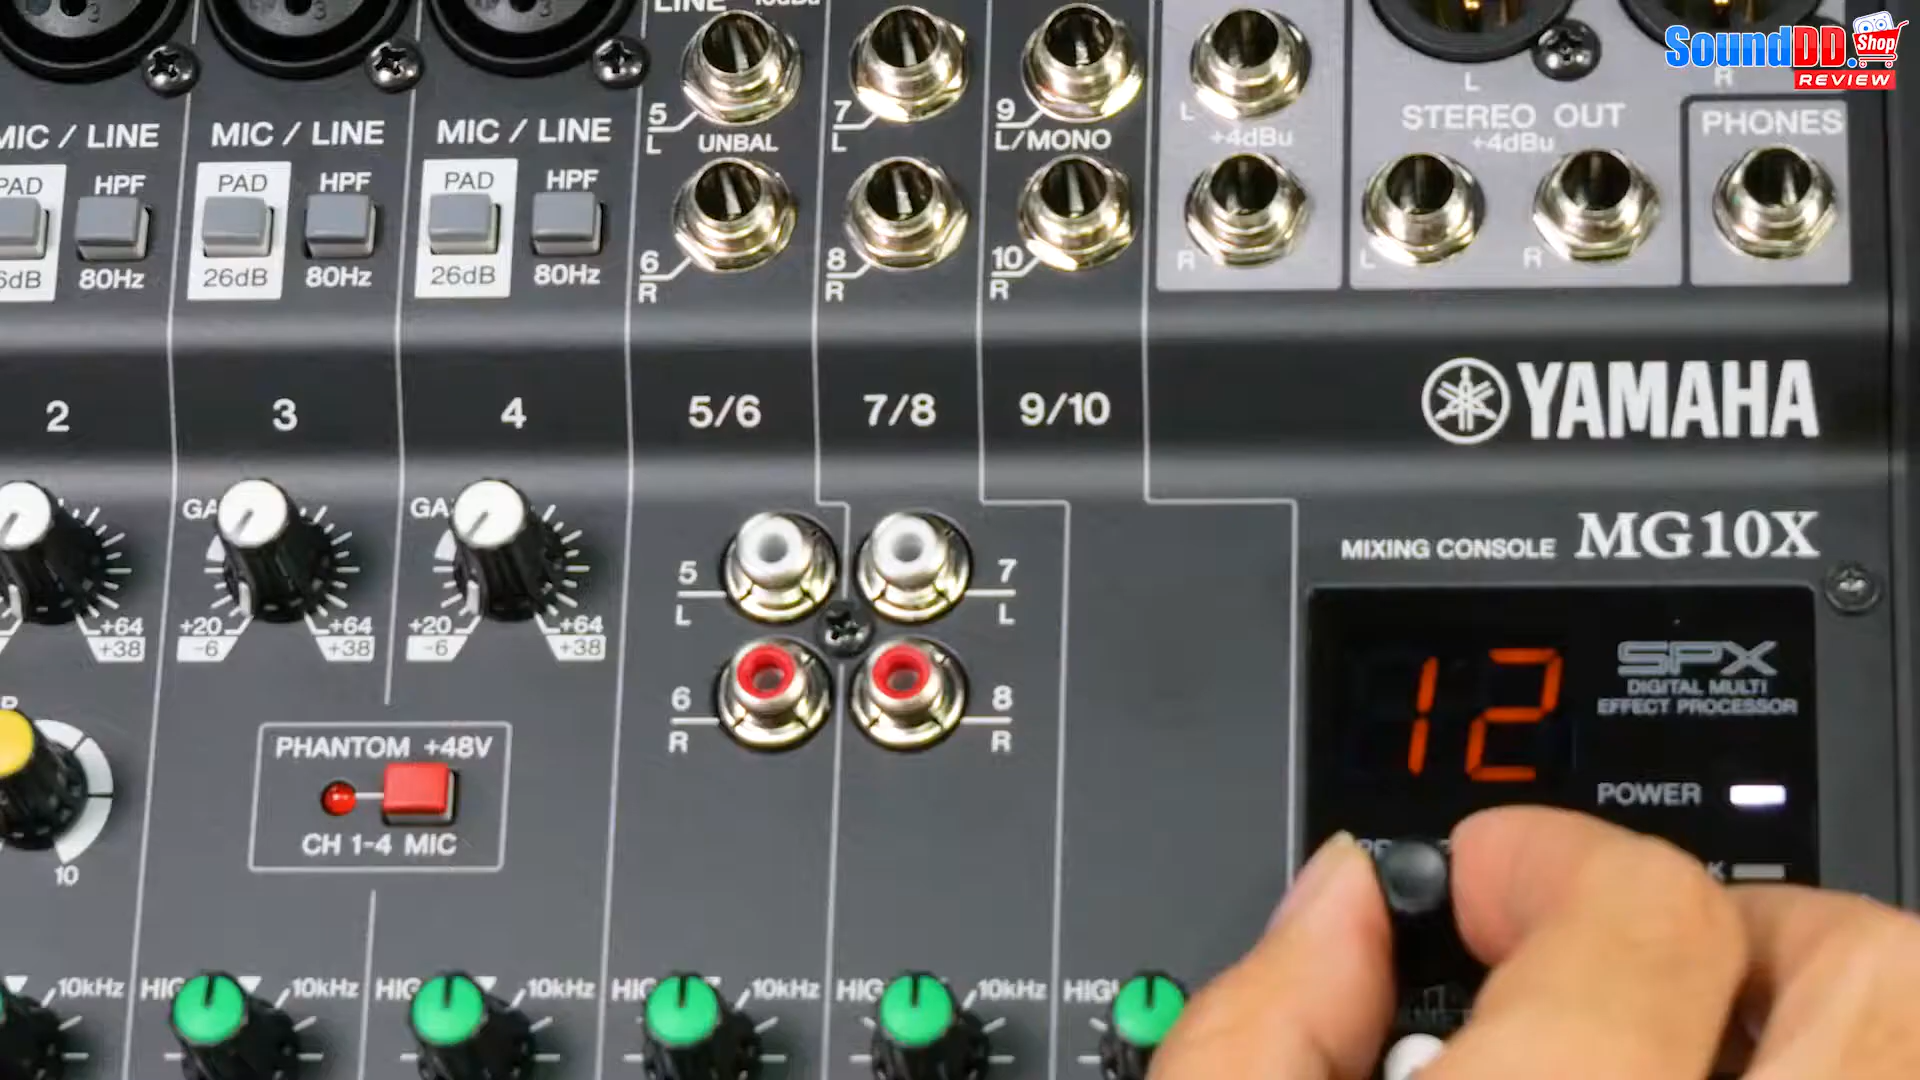 SoundDD.Shop
REVIEW
LINE
5
L
UNBAL
6
R
7
L
8
R
9
L/MONO
10
R
L
+4dBu
R
L
R
STEREO OUT
+4dBu
L
R
PHONES
MIC / LINE
PAD
HPF
80Hz
MIC / LINE
PAD
26dB
HPF
80Hz
MIC / LINE
PAD
26dB
HPF
80Hz
2
3
4
5/6
7/8
9/10
YAMAHA
MIXING CONSOLE MG10X
+64
+38
+20
-6
+64
+38
+20
-6
+64
+38
5
L
6
R
7
L
8
R
12
SPX
DIGITAL MULTI
EFFECT PROCESSOR
POWER
PHANTOM +48V
CH 1-4 MIC
10
10kHz
10kHz
10kHz
10kHz
10kHz